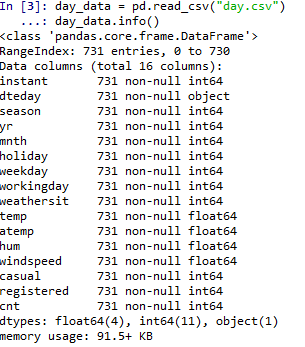 In [3]: day_data = pd.read_csv("day.csv")
...: day_data.info()
<class 'pandas.core.frame.DataFrame'>
RangeIndex: 731 entries, 0 to 730
Data columns (total 16 columns):
instant 731 non-null int64
dteday 731 non-null object
season 731 non-null int64
yr 731 non-null int64
mnth 731 non-null int64
holiday 731 non-null int64
weekday 731 non-null int64
workingday 731 non-null int64
weathersit 731 non-null int64
temp 731 non-null float64
atemp 731 non-null float64
hum 731 non-null float64
windspeed 731 non-null float64
casual 731 non-null int64
registered 731 non-null int64
cnt 731 non-null int64
dtypes: float64(4), int64(11), object(1)
memory usage: 91.5+ KB